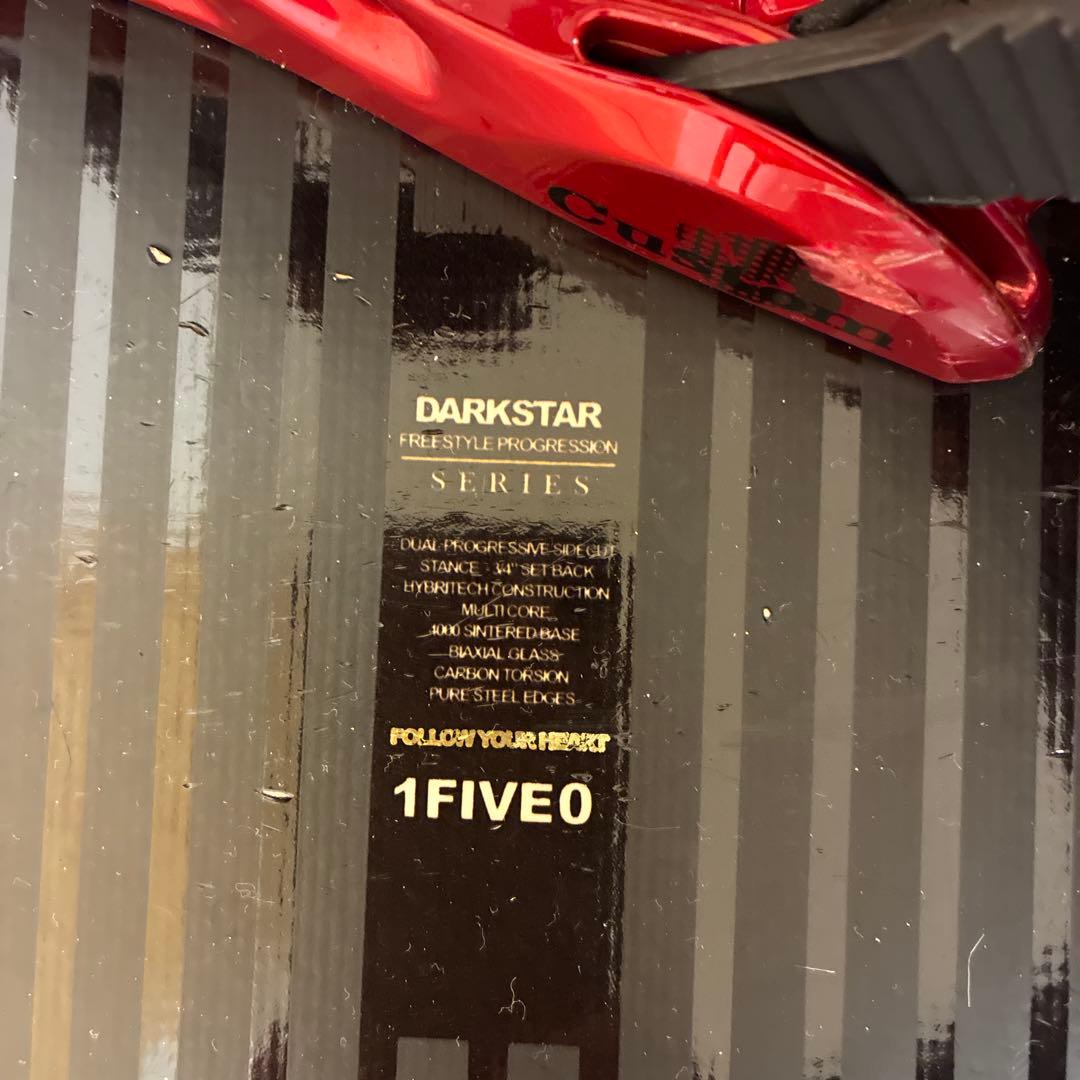 Custom
DARKSTAR
FREESTYLE PROGRESSION
SERIES
DUAL PROGRESSIVE SIDECUT
STANCE 3/4" SET BACK
HYBRITECH CONSTRUCTION
MULTI CORE
4000 SINTERED BASE
BIAXIAL GLASS
CARBON TORSION
PURE STEEL EDGES
FOLLOW YOUR HEART
1FIVE0